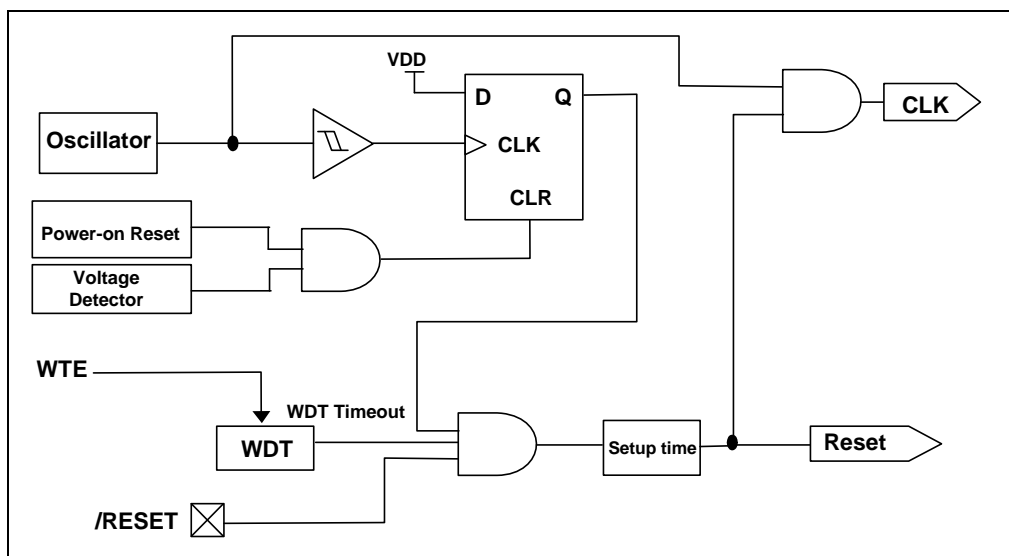 VDD
D Q
CLK
Oscillator
CLK
CLR
Power-on Reset
Voltage
Detector
WTE
WDT Timeout
WDT
Setup time
Reset
/RESET